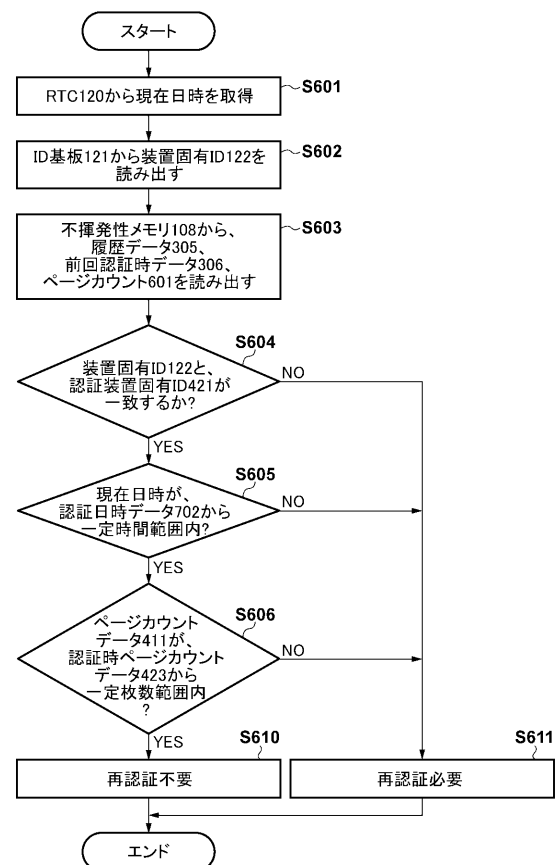 スタート
RTC120から現在日時を取得
S601
ID基板121から装置固有ID122を
読み出す
S602
不揮発性メモリ108から、
履歴データ305、
前回認証時データ306、
ページカウント601を読み出す
S603
装置固有ID122と、
認証装置固有ID421が
一致するか?
S604
NO
YES
現在日時が、
認証日時データ702から
一定時間範囲内?
S605
NO
YES
ページカウント
データ411が、
認証時ページカウント
データ423から
一定枚数範囲内
?
S606
NO
YES
再認証不要
S610
再認証必要
S611
エンド